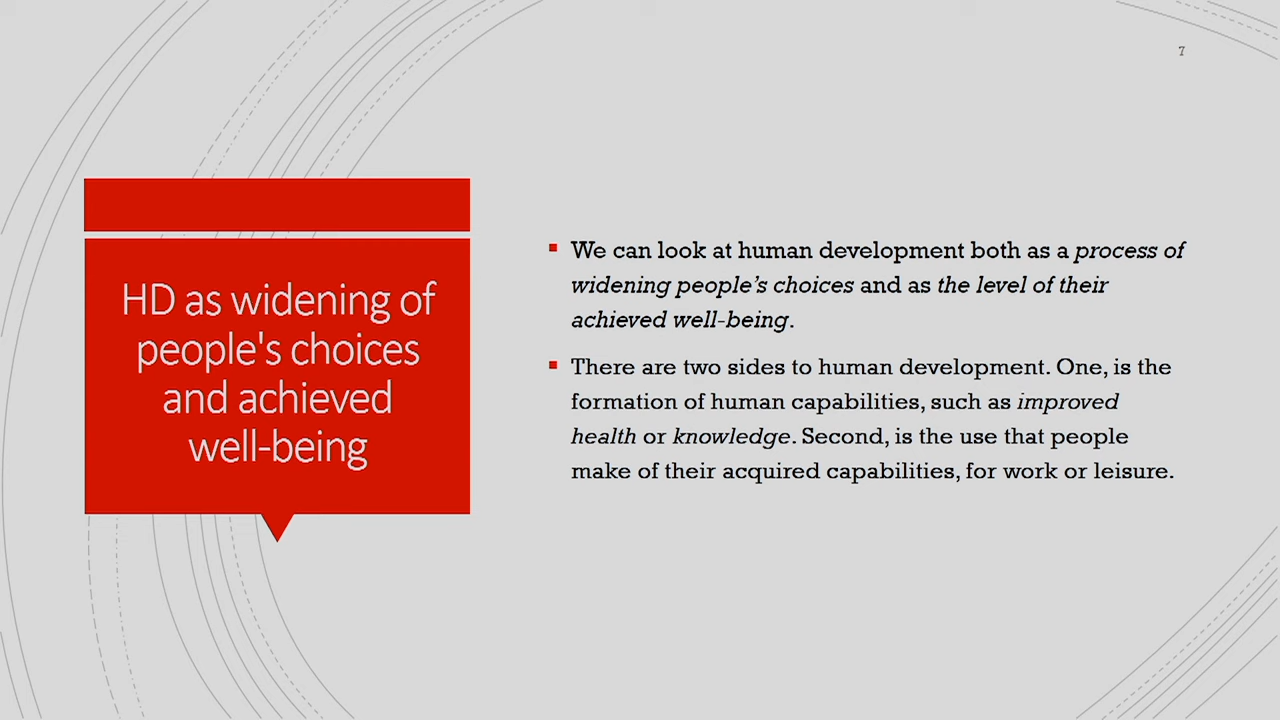 7
HD as widening of
people's choices
and achieved
well-being
We can look at human development both as a process of
widening people’s choices and as the level of their
achieved well-being.
There are two sides to human development. One, is the
formation of human capabilities, such as improved
health or knowledge. Second, is the use that people
make of their acquired capabilities, for work or leisure.